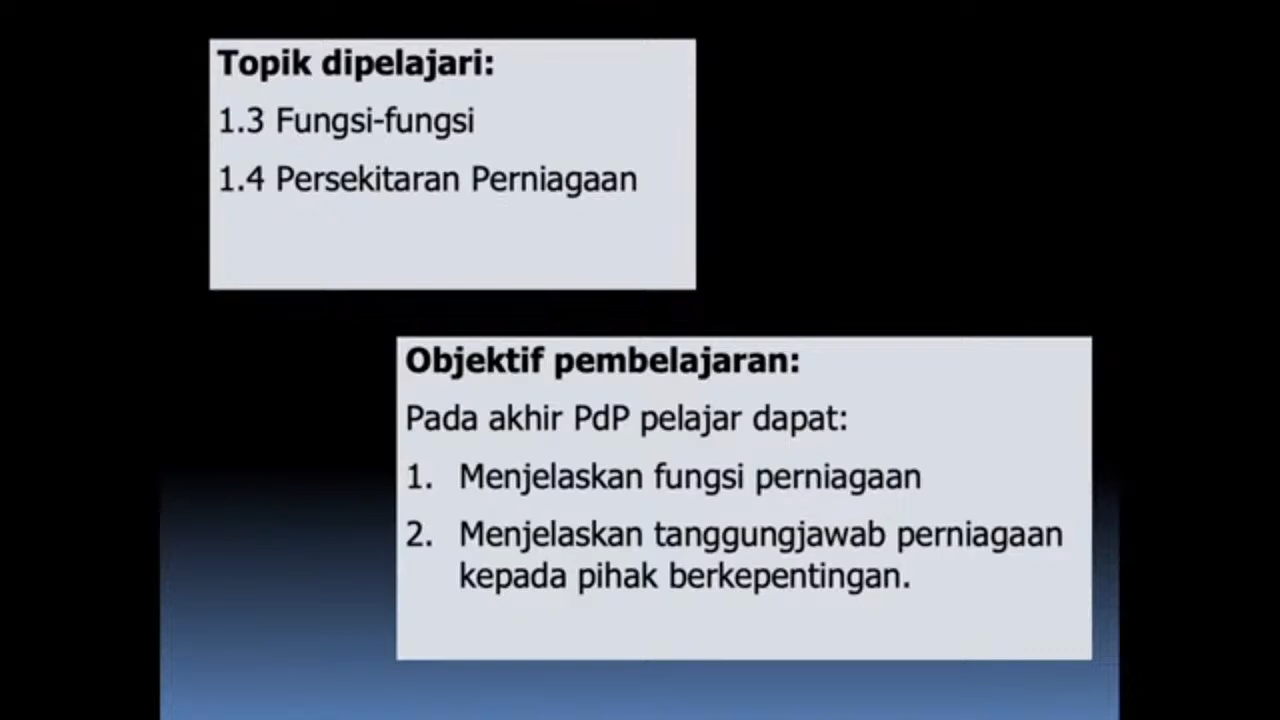 Topik dipelajari:
1.3 Fungsi-fungsi
1.4 Persekitaran Perniagaan
Objektif pembelajaran:
Pada akhir PdP pelajar dapat:
1. Menjelaskan fungsi perniagaan
2. Menjelaskan tanggungjawab perniagaan
kepada pihak berkepentingan.